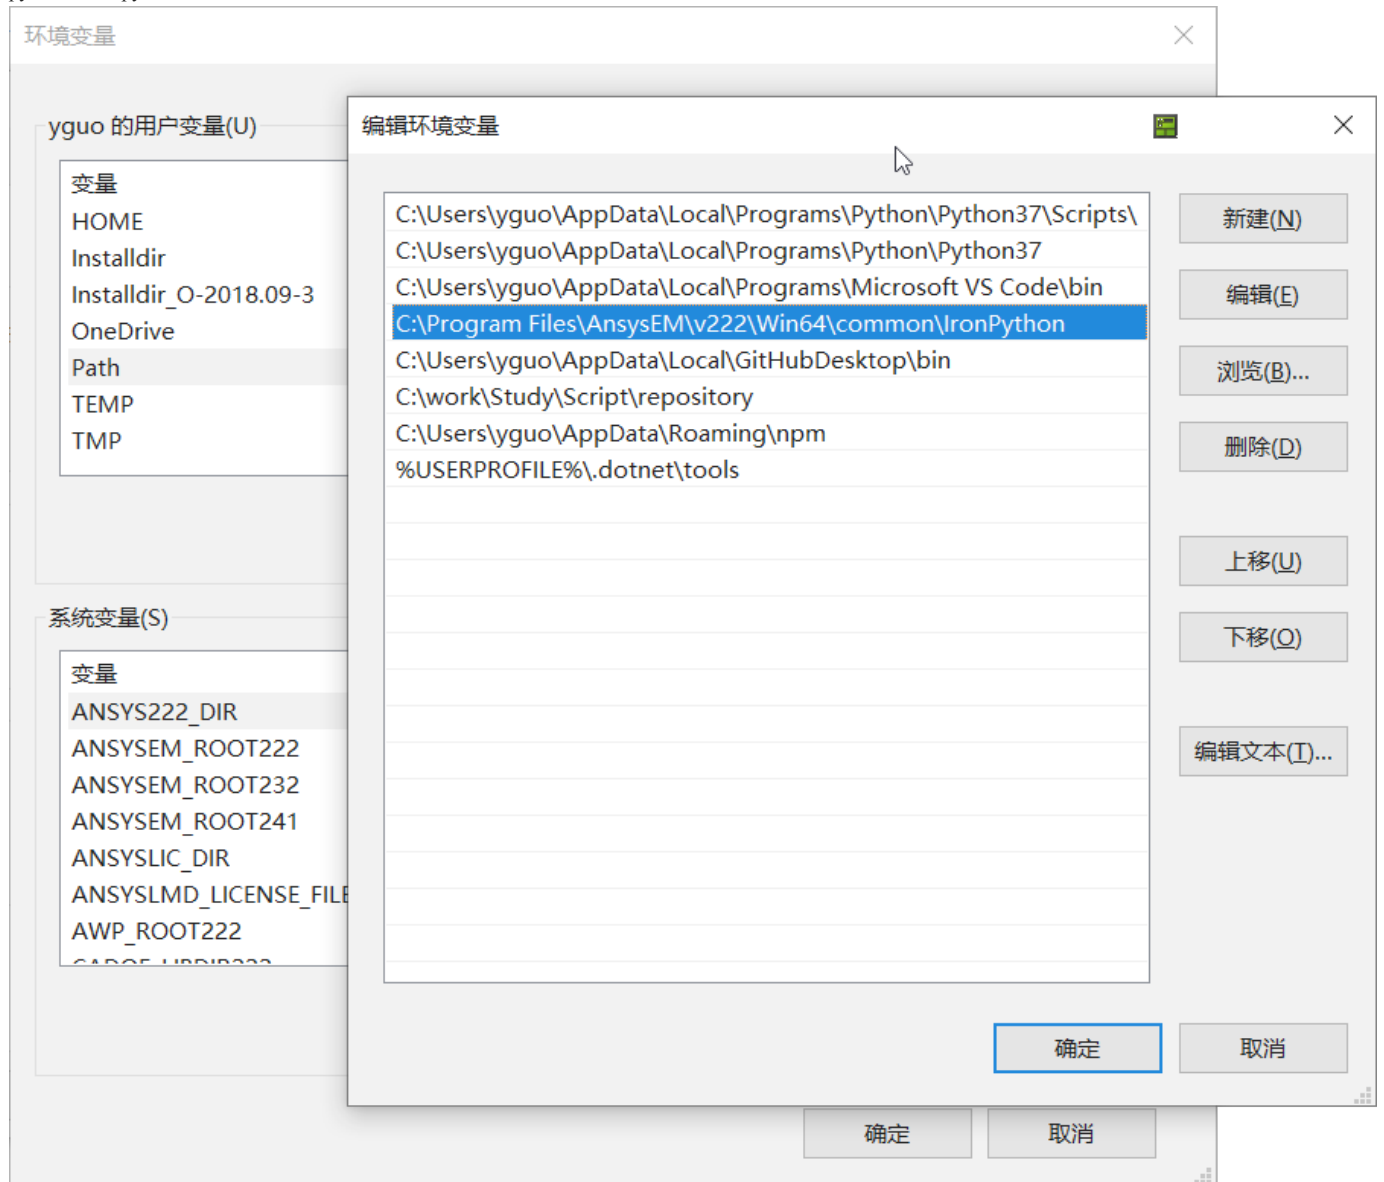 环境变量
yguo 的用户变量(U)
变量
HOME
Installdir
Installdir_O-2018.09-3
OneDrive
Path
TEMP
TMP
系统变量(S)
变量
ANSYS222_DIR
ANSYSEM_ROOT222
ANSYSEM_ROOT232
ANSYSEM_ROOT241
ANSYSLIC_DIR
ANSYSLMD_LICENSE_FILE
AWP_ROOT222
编辑环境变量
C:\Users\yguo\AppData\Local\Programs\Python\Python37\Scripts\
C:\Users\yguo\AppData\Local\Programs\Python\Python37
C:\Users\yguo\AppData\Local\Programs\Microsoft VS Code\bin
C:\Program Files\AnsysEM\v222\Win64\common\IronPython
C:\Users\yguo\AppData\Local\GitHubDesktop\bin
C:\work\Study\Script\repository
C:\Users\yguo\AppData\Roaming\npm
%USERPROFILE%\.dotnet\tools
新建(N)
编辑(E)
浏览(B)...
删除(D)
上移(U)
下移(O)
编辑文本(T)...
确定
取消
确定
取消